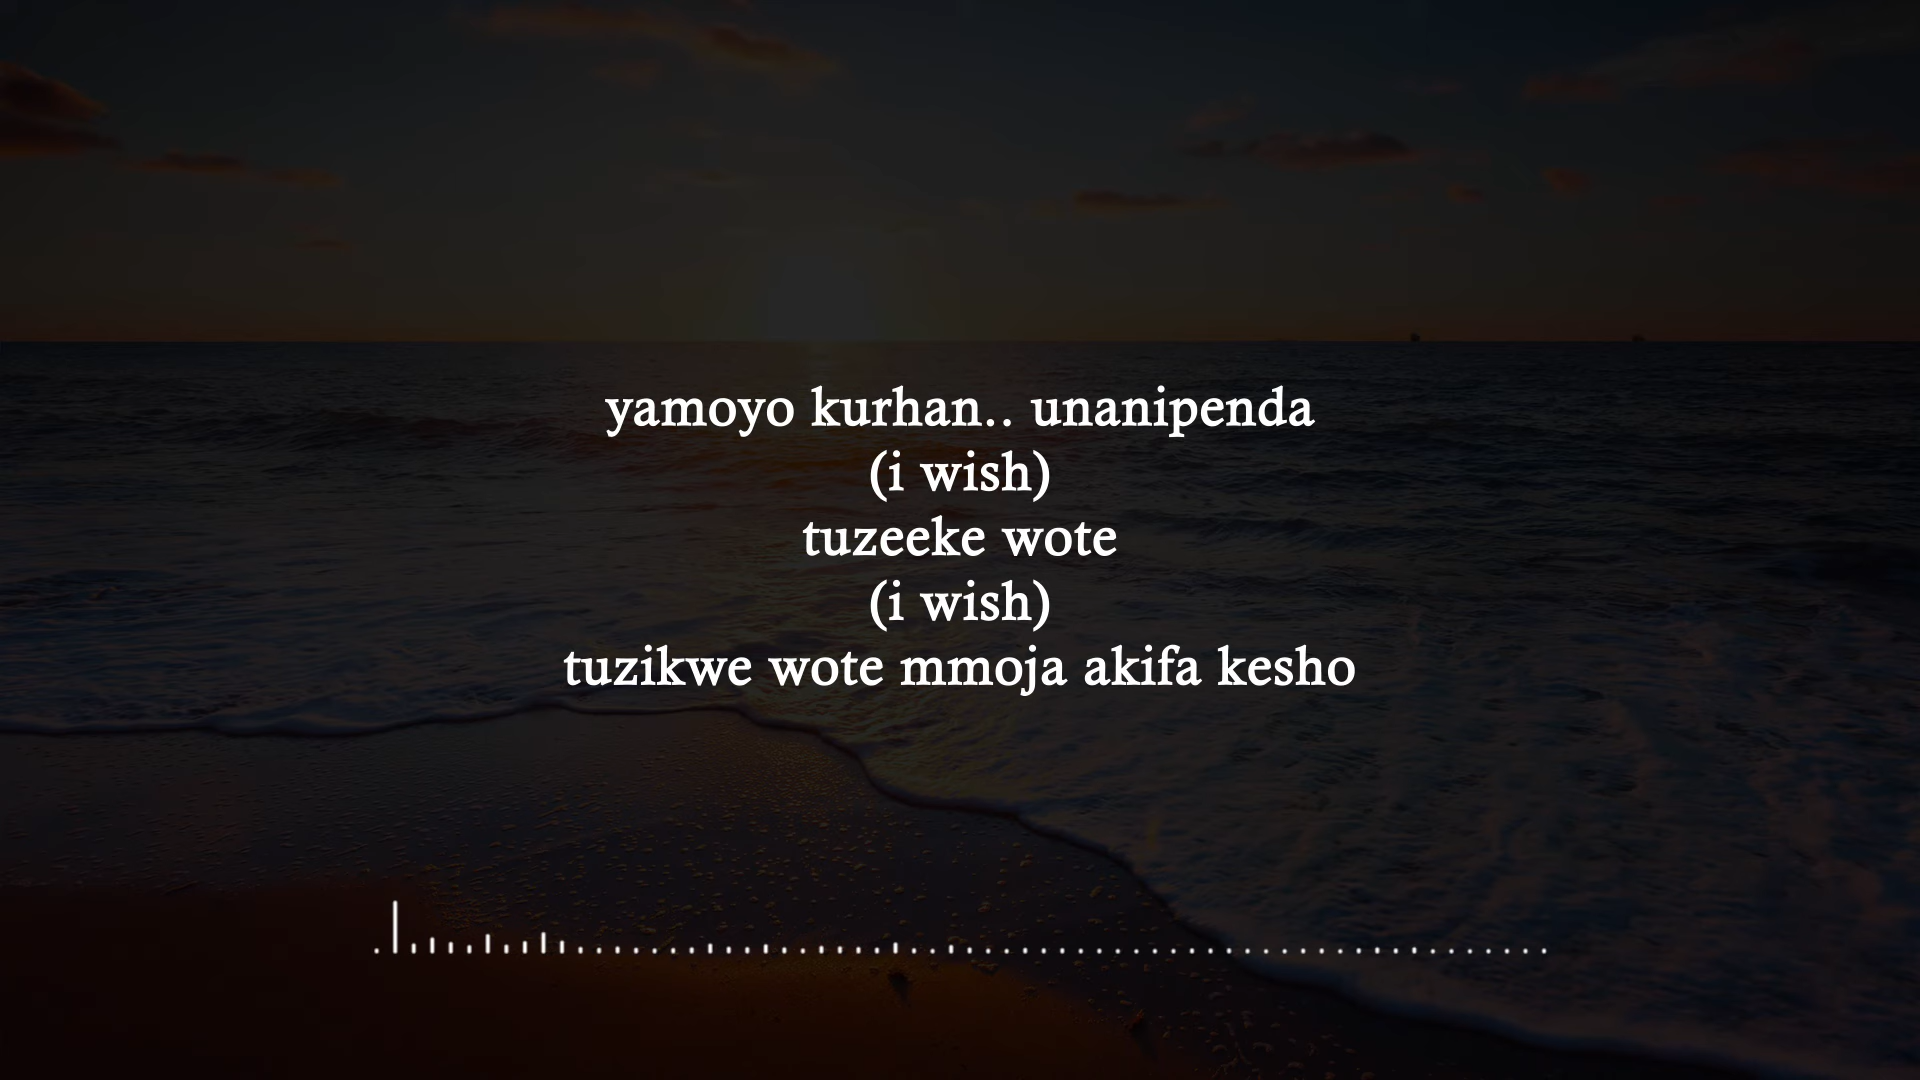 yamoyo kurhan.. unanipenda
(i wish)
tuzeeke wote
(i wish)
tuzikwe wote mmoja akifa kesho